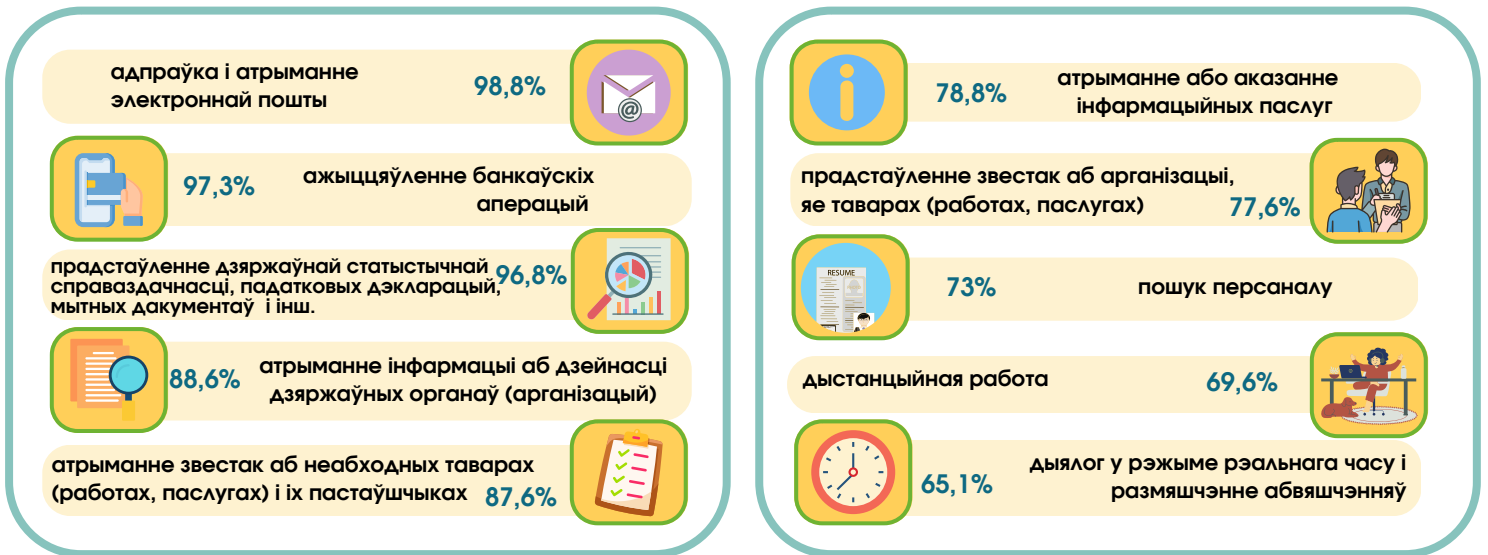 адпраўка і атрыманне
электроннай пошты
98,8%
97,3%
ажыццяўленне банкаўскіх
аперацый
прадстаўленне дзяржаўнай статыстычнай
справаздачнасці, падатковых дэкларацый,
мытных дакументаў і інш.
96,8%
88,6%
атрыманне інфармацыі аб дзейнасці
дзяржаўных органаў (арганізацый)
атрыманне звестак аб неабходных таварах
(работах, паслугах) і іх пастаўшчыках
87,6%
78,8%
атрыманне або аказанне
інфармацыйных паслуг
прадстаўленне звестак аб арганізацыі,
яе таварах (работах, паслугах)
77,6%
RESUME
73%
пошук персаналу
дыстанцыйная работа
69,6%
65,1%
дыялог у рэжыме рэальнага часу і
размяшчэнне абвяшчэнняў